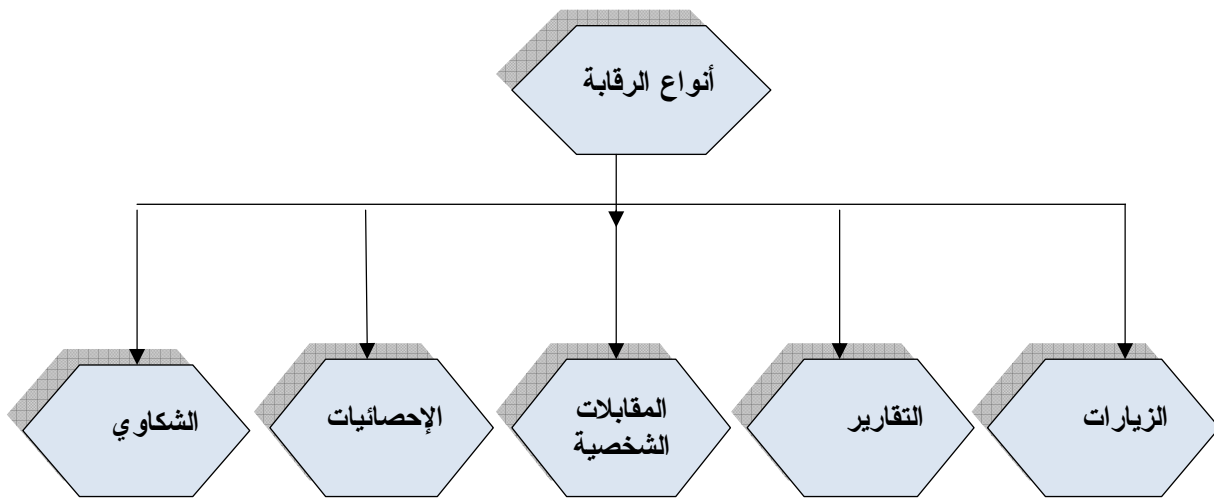 أنواع الرقابة
الزيارات
التقارير
المقابلات
الشخصية
الإحصائيات
الشكاوي